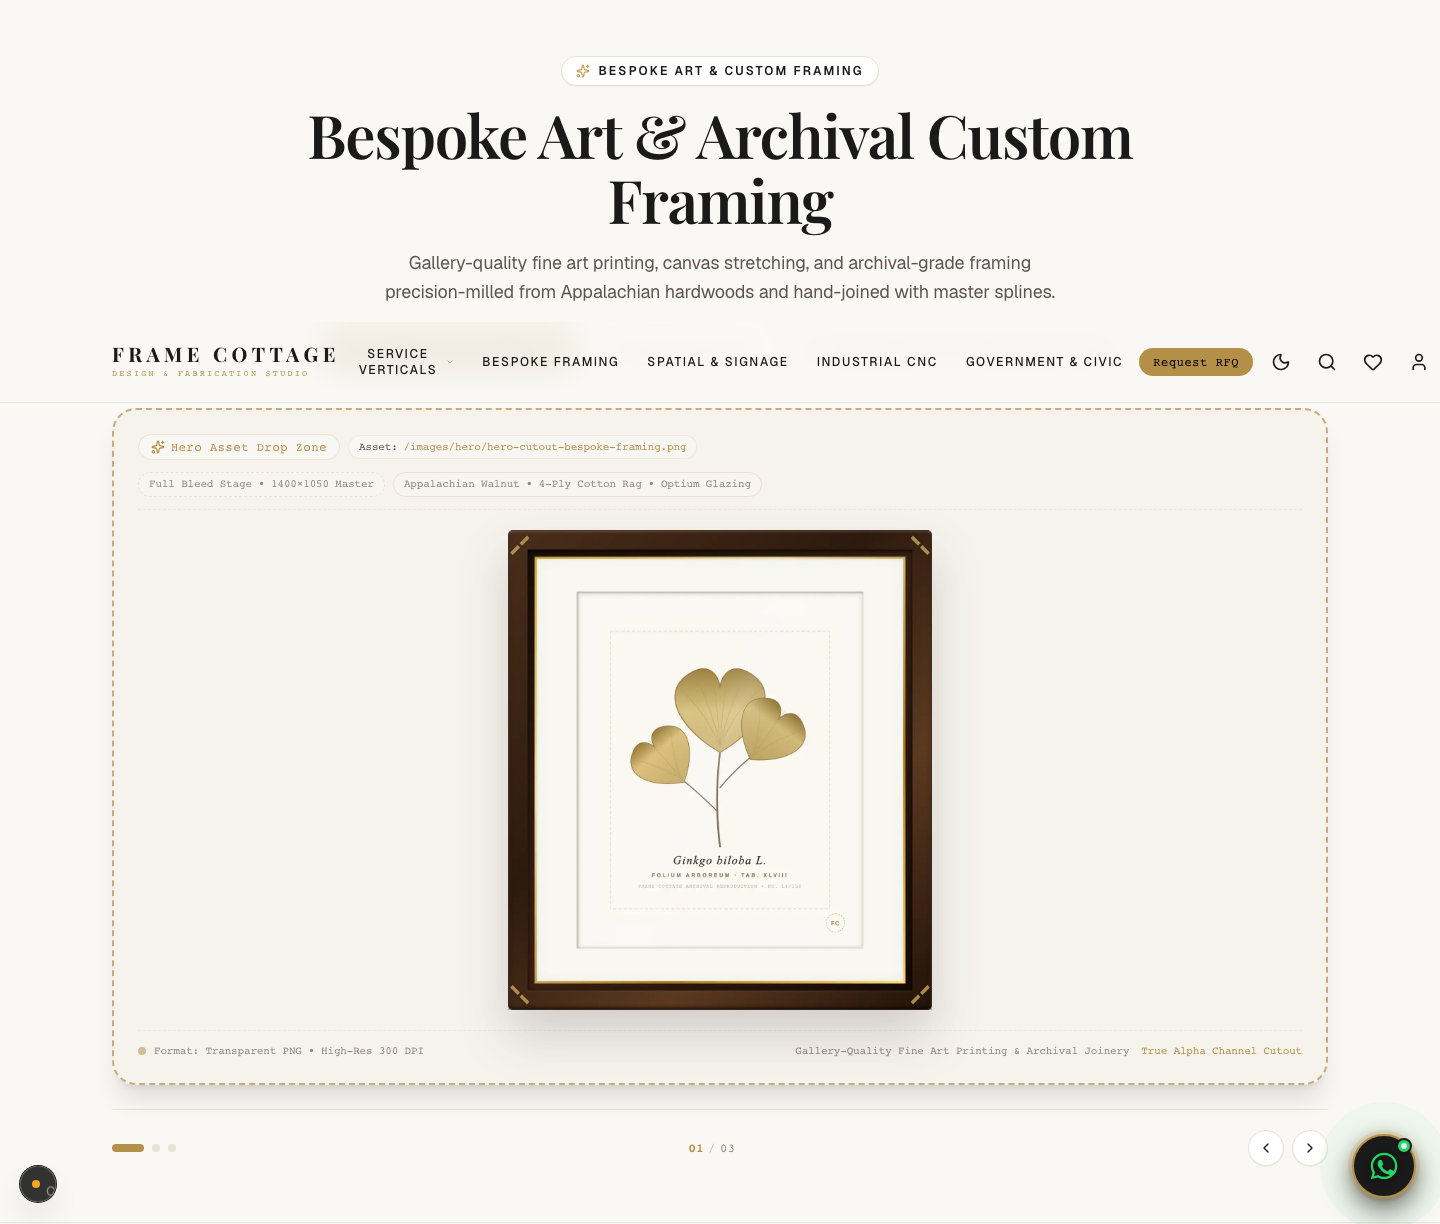 BESPOKE ART & CUSTOM FRAMING
Bespoke Art & Archival Custom
Framing
Gallery-quality fine art printing, canvas stretching, and archival-grade framing
precision-milled from Appalachian hardwoods and hand-joined with master splines.
FRAME COTTAGE
DESIGN & FABRICATION STUDIO
SERVICE
VERTICALS
BESPOKE FRAMING
SPATIAL & SIGNAGE
INDUSTRIAL CNC
GOVERNMENT & CIVIC
Request RFQ
Hero Asset Drop Zone
Asset: /images/hero/hero-cutout-bespoke-framing.png
Full Bleed Stage • 1400×1050 Master
Appalachian Walnut • 4-Ply Cotton Rag • Optium Glazing
Ginkgo biloba L.
FOLIUM ARBOREUM · TAB. XLVIII
FRAME COTTAGE ARCHIVAL REPRODUCTION · NO.
FC
Format: Transparent PNG • High-Res 300 DPI
Gallery-Quality Fine Art Printing & Archival Joinery
True Alpha Channel Cutout
01 / 03